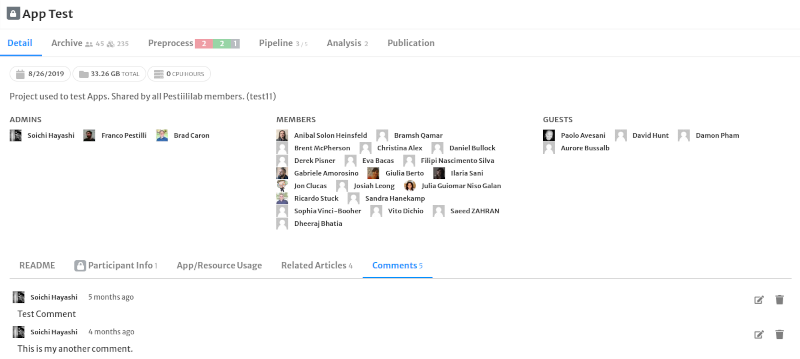 App Test
Detail Archive 45 235 Preprocess 2 2 1 Pipeline 3 / 1 Analysis 2 Publication
8/26/2019 33.26 GB TOTAL 0 CPU HOURS
Project used to test Apps. Shared by all Pestiililab members. (test11)
ADMINS MEMBERS GUESTS
Soichi Hayashi Franco Pestilli Brad Caron Anibal Solon Heinsfeld Bramsh Qamar Paolo Avesani David Hunt Damon Pham
Brent McPherson Christina Alex Daniel Bullock Aurore Bussalb
Derek Pisner Eva Bacas Filipi Nascimento Silva
Gabriele Amorosino Giulia Berto Ilaria Sani
Jon Clucas Josiah Leong Julia Guiomar Niso Galan
Ricardo Stuck Sandra Hanekamp
Sophia Vinci-Booher Vito Dichio Saeed ZAHRAN
Dheeraj Bhatia
README Participant Info 1 App/Resource Usage Related Articles 4 Comments 5
Soichi Hayashi 5 months ago
Test Comment
Soichi Hayashi 4 months ago
This is my another comment.